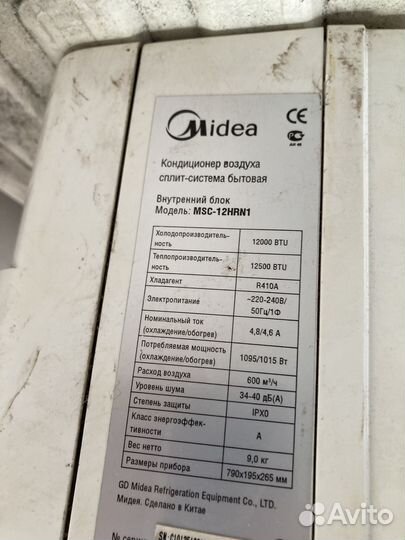 Midea
CE
АИ 46
Кондиционер воздуха
сплит-система бытовая
Внутренний блок
Модель: MSC-12HRN1
Холодопроизводитель-
ность 12000 BTU
Теплопроизводитель-
ность 12500 BTU
Хладагент R410A
Электропитание ~220-240В/
50Гц/1Ф
Номинальный ток
(охлаждение/обогрев) 4,8/4,6 А
Потребляемая мощность
(охлаждение/обогрев) 1095/1015 Вт
Расход воздуха 600 м³/ч
Уровень шума 34-40 дБ(А)
Степень защиты IPX0
Класс энергоэффек-
тивности А
Вес нетто 9,0 кг
Размеры прибора 790х195х265 мм
GD Midea Refrigeration Equipment Co., LTD.
Мидея. Сделано в Китае
Avito